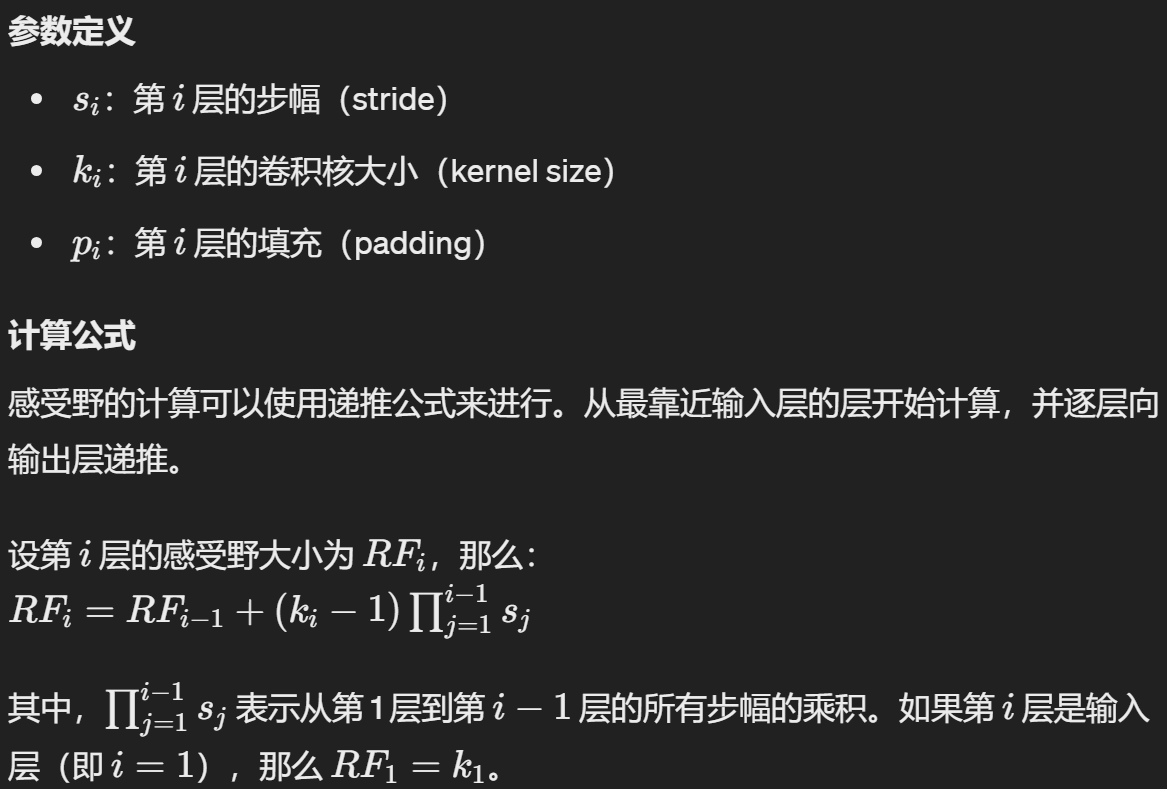 参数定义
• $s_i$：第 $i$ 层的步幅（stride）
• $k_i$：第 $i$ 层的卷积核大小（kernel size）
• $p_i$：第 $i$ 层的填充（padding）
计算公式
感受野的计算可以使用递推公式来进行。从最靠近输入层的层开始计算，并逐层向
输出层递推。
设第 $i$ 层的感受野大小为 $RF_i$，那么：
$RF_i = RF_{i-1} + (k_i - 1) \prod_{j=1}^{i-1} s_j$
其中，$\prod_{j=1}^{i-1} s_j$ 表示从第 1 层到第 $i-1$ 层的所有步幅的乘积。如果第 $i$ 层是输入
层（即 $i = 1$），那么 $RF_1 = k_1$。